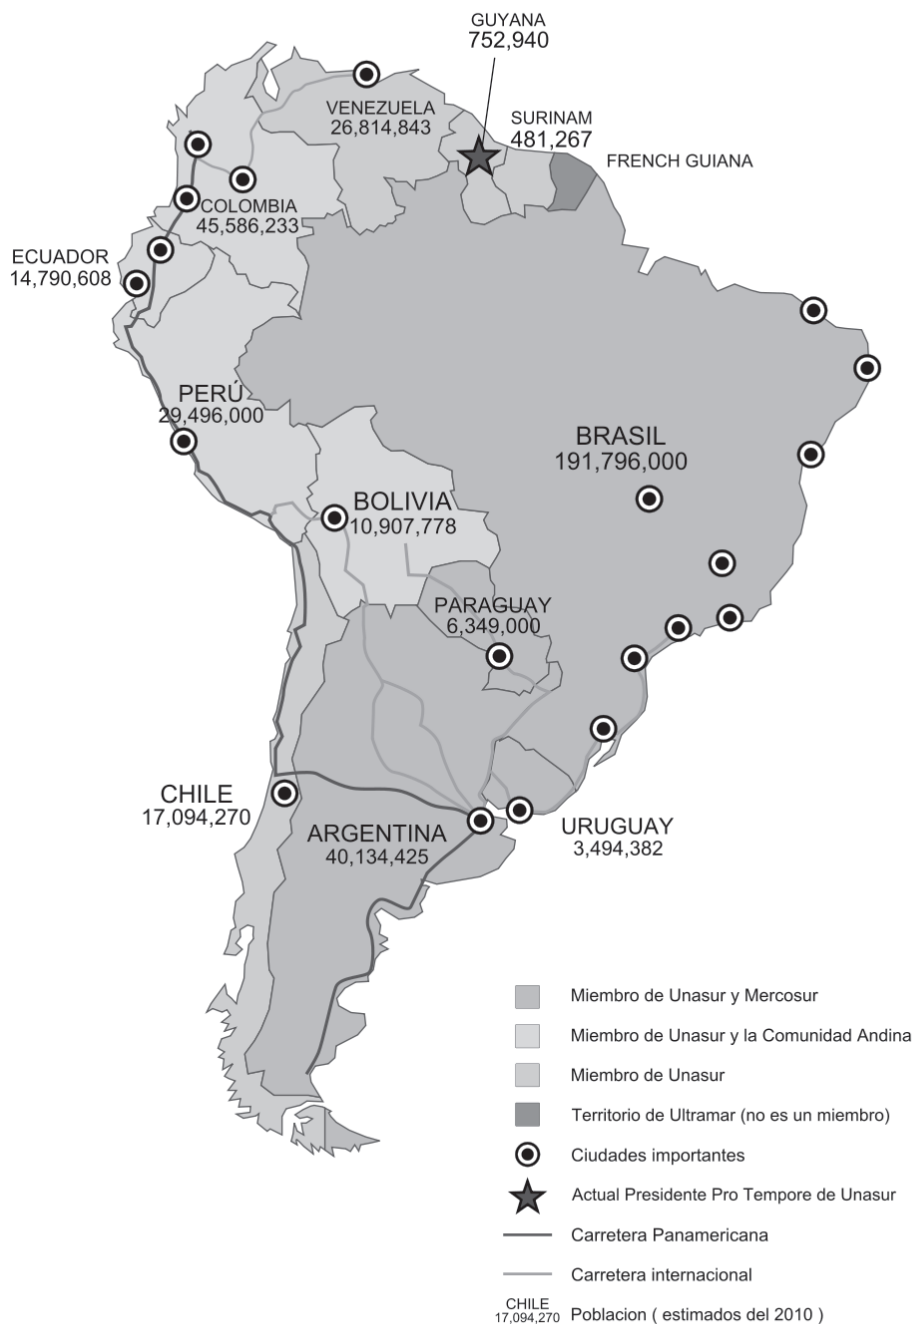 GUYANA
752,940
VENEZUELA
26,814,843
SURINAM
481,267
FRENCH GUIANA
COLOMBIA
45,586,233
ECUADOR
14,790,608
PERÚ
29,496,000
BRASIL
191,796,000
BOLIVIA
10,907,778
PARAGUAY
6,349,000
CHILE
17,094,270
ARGENTINA
40,134,425
URUGUAY
3,494,382
Miembro de Unasur y Mercosur
Miembro de Unasur y la Comunidad Andina
Miembro de Unasur
Territorio de Ultramar (no es un miembro)
Ciudades importantes
Actual Presidente Pro Tempore de Unasur
Carretera Panamericana
Carretera internacional
CHILE
17,094,270
Poblacion ( estimados del 2010 )